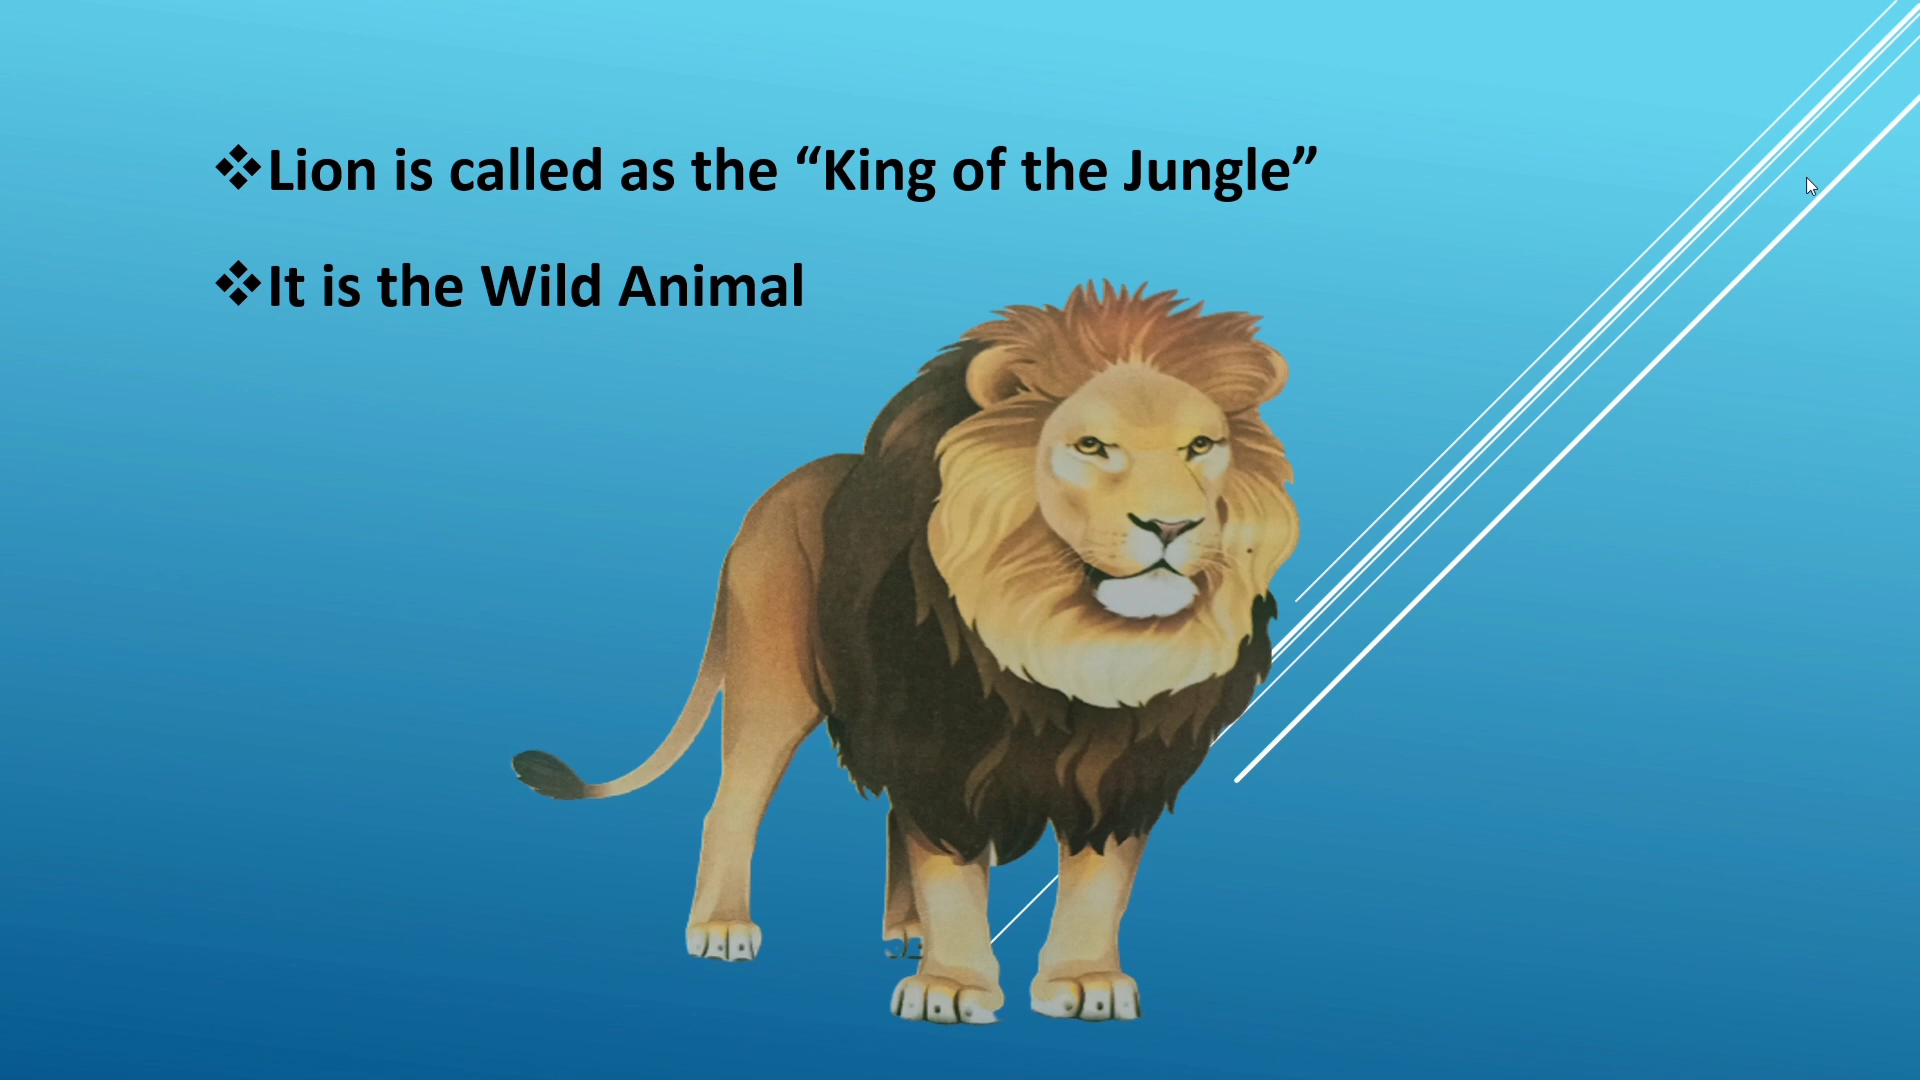 ❖Lion is called as the “King of the Jungle”
❖It is the Wild Animal